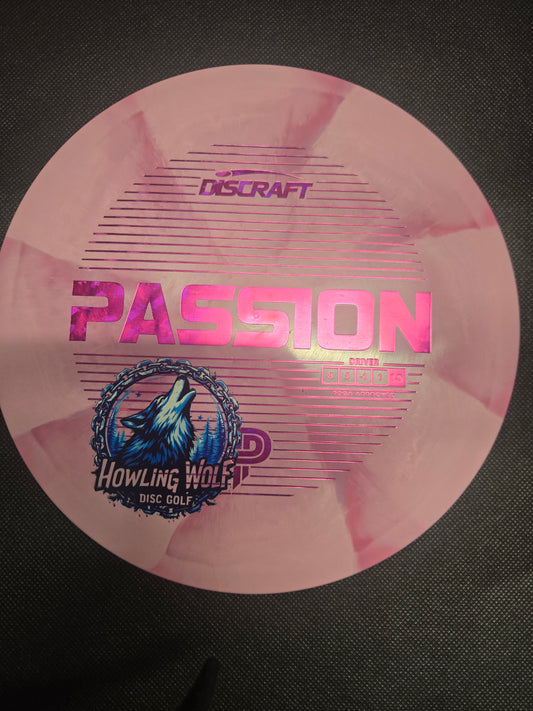 DISCRAFT
PASSION
DRIVER
HOWLING WOLF
DISC GOLF